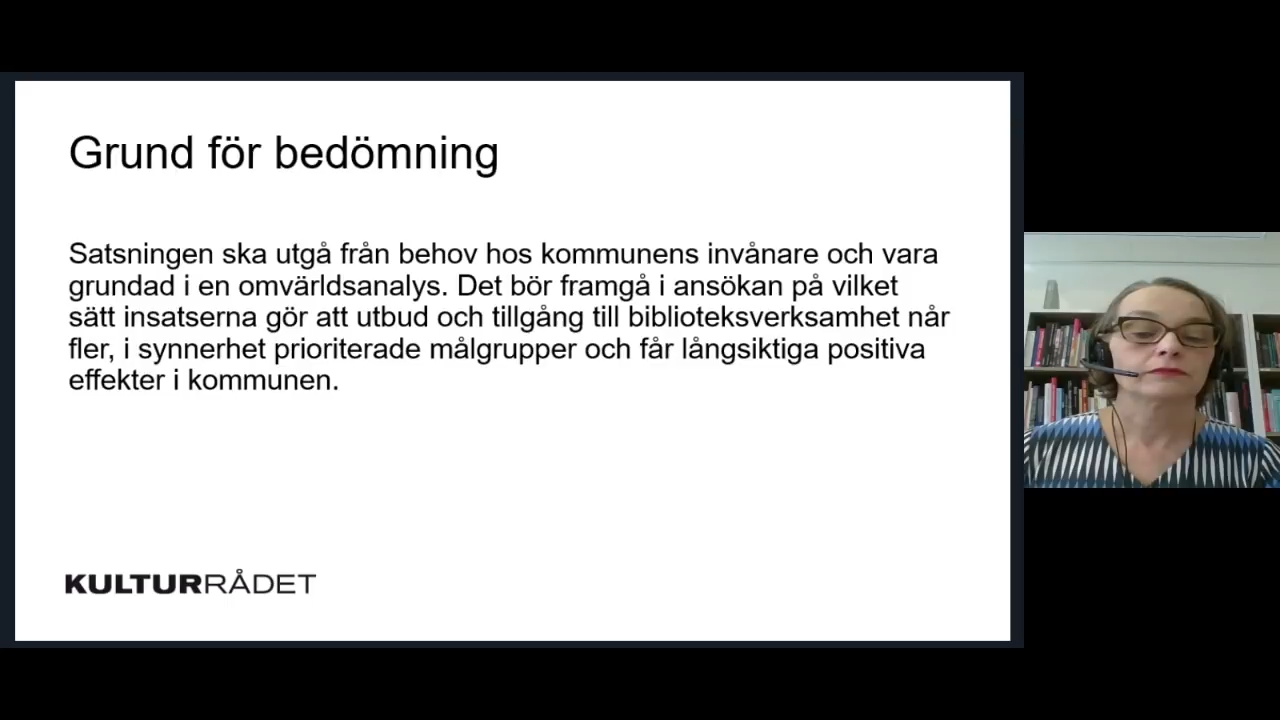 Grund för bedömning
Satsningen ska utgå från behov hos kommunens invånare och vara
grundad i en omvärldsanalys. Det bör framgå i ansökan på vilket
sätt insatserna gör att utbud och tillgång till biblioteksverksamhet når
fler, i synnerhet prioriterade målgrupper och får långsiktiga positiva
effekter i kommunen.
KULTURRÅDET